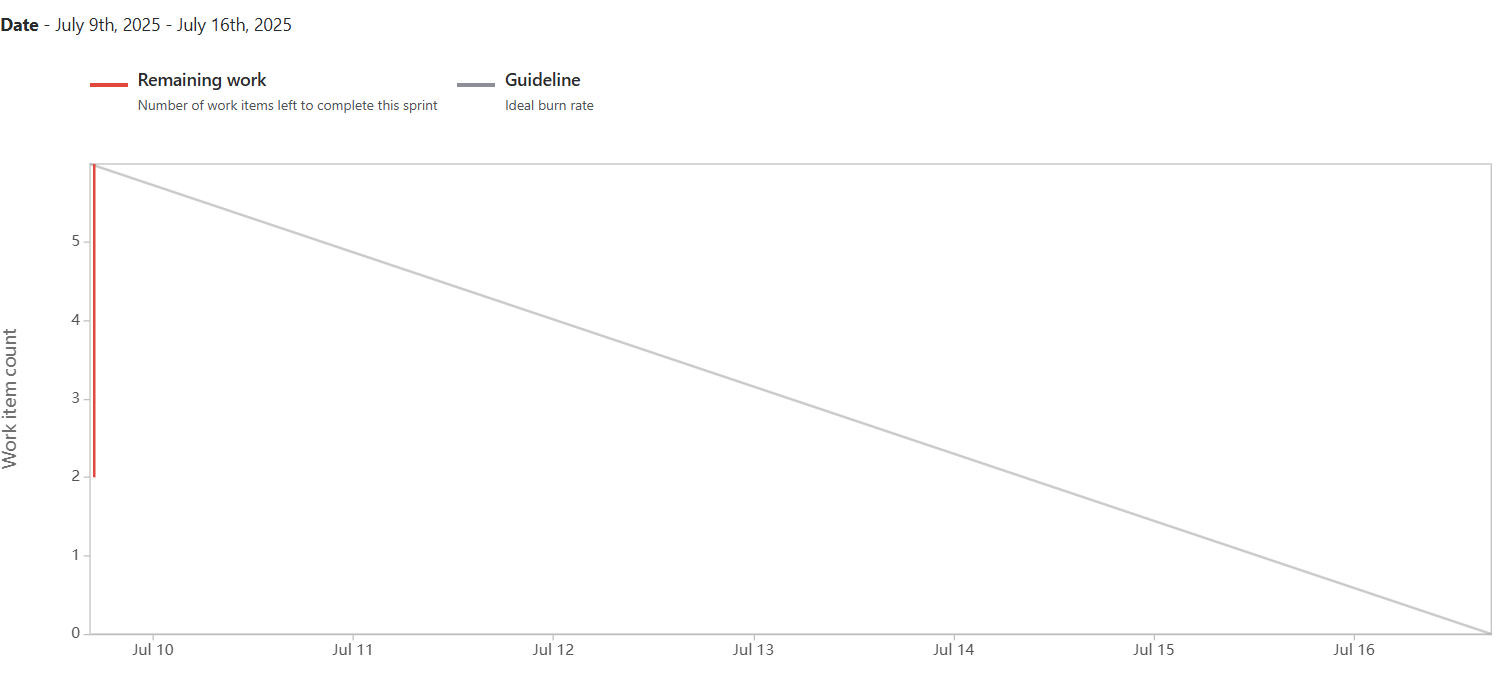 Date - July 9th, 2025 - July 16th, 2025
Remaining work
Number of work items left to complete this sprint
Guideline
Ideal burn rate
Work item count
5
4
3
2
1
0
Jul 10
Jul 11
Jul 12
Jul 13
Jul 14
Jul 15
Jul 16